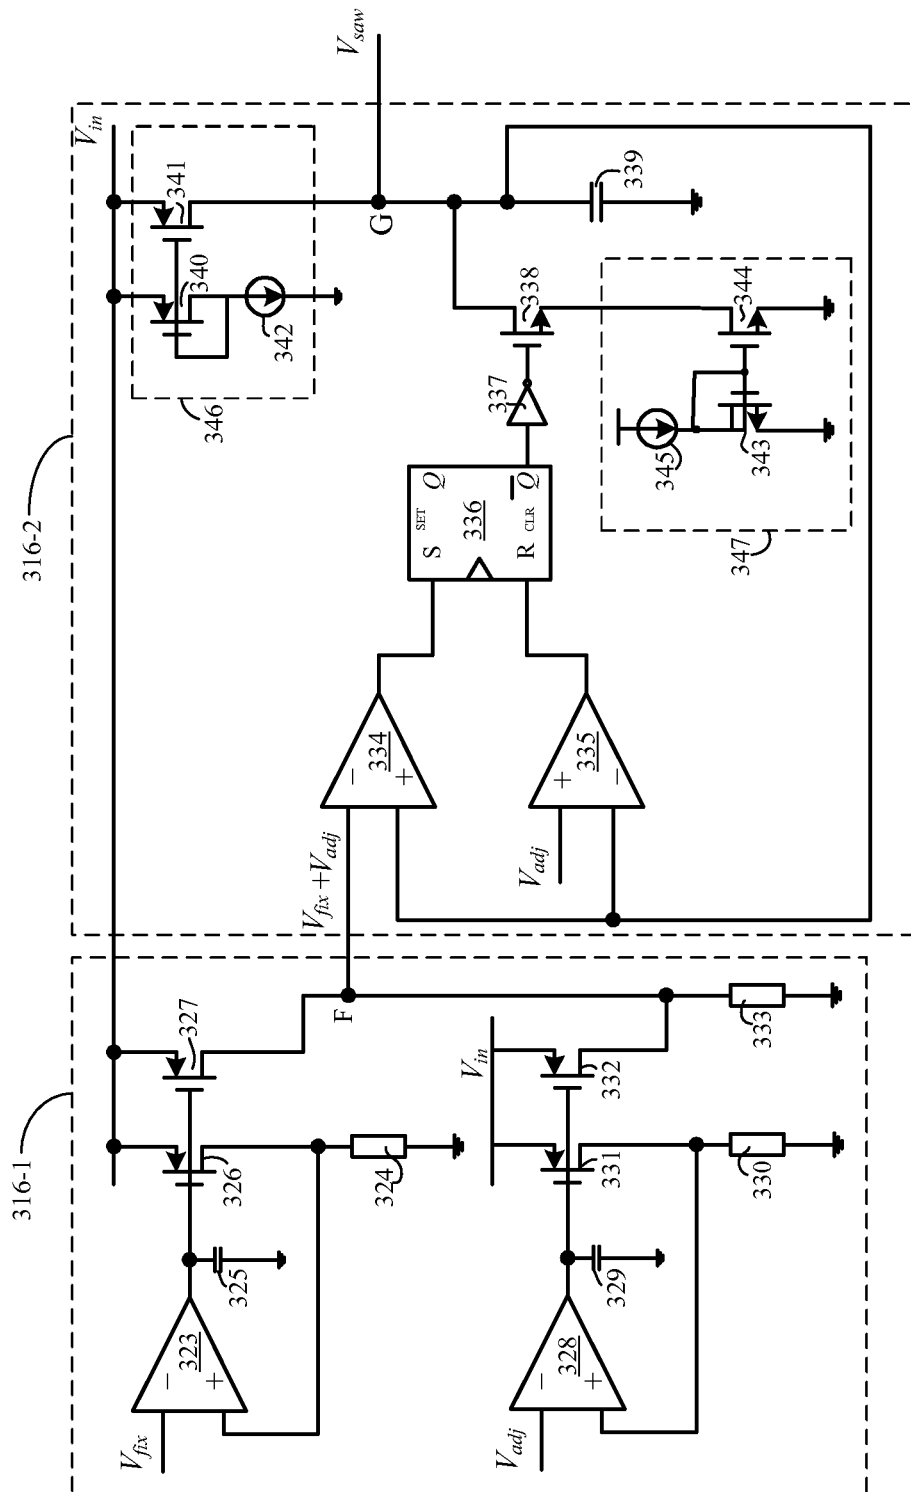 316-1
316-2
V_fix
−
+
323
325
326
327
324
V_adj
−
+
328
329
331
332
330
333
V_in
F
V_fix + V_adj
V_in
−
+
334
V_adj
+
−
335
S
SET
Q
336
R
CLR
Q̅
337
338
339
340
341
342
346
G
V_saw
345
343
344
347